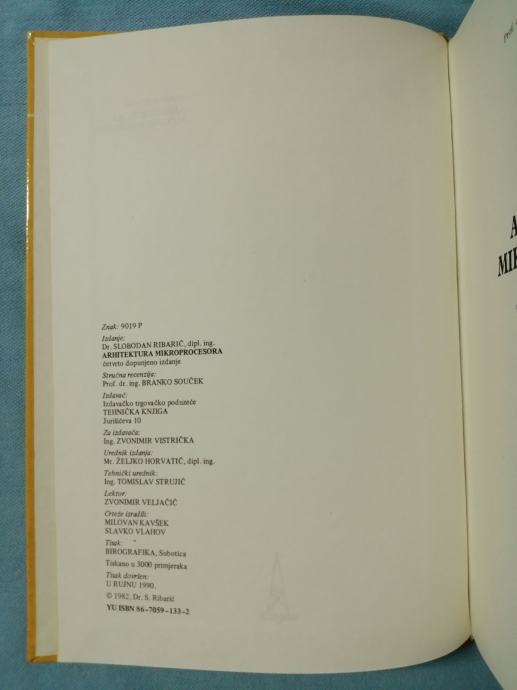 Znak: 9019 P
Izdanje:
Dr. SLOBODAN RIBARIČ, dipl. ing.
ARHITEKTURA MIKROPROCESORA
četvrto dopunjeno izdanje
Stručna recenzija:
Prof. dr. ing. BRANKO SOUČEK
Izdavač:
Izdavačko trgovačko poduzeće
TEHNIČKA KNJIGA
Jurišićeva 10
Za izdavača:
Ing. ZVONIMIR VISTRIČKA
Urednik izdanja:
Mr. ŽELJKO HORVATIČ, dipl. ing.
Tehnički urednik:
Ing. TOMISLAV STRUJIĆ
Lektor:
ZVONIMIR VELJAČIĆ
Crteže izradili:
MILOVAN KAVŠEK
SLAVKO VLAHOV
Tisak:
BIROGRAFIKA, Subotica
Tiskano u 3000 primjeraka
Tisak dovršen:
U RUJNU 1990.
© 1982, Dr. S. Ribarić
YU ISBN 86-7059-133-2
A
MI